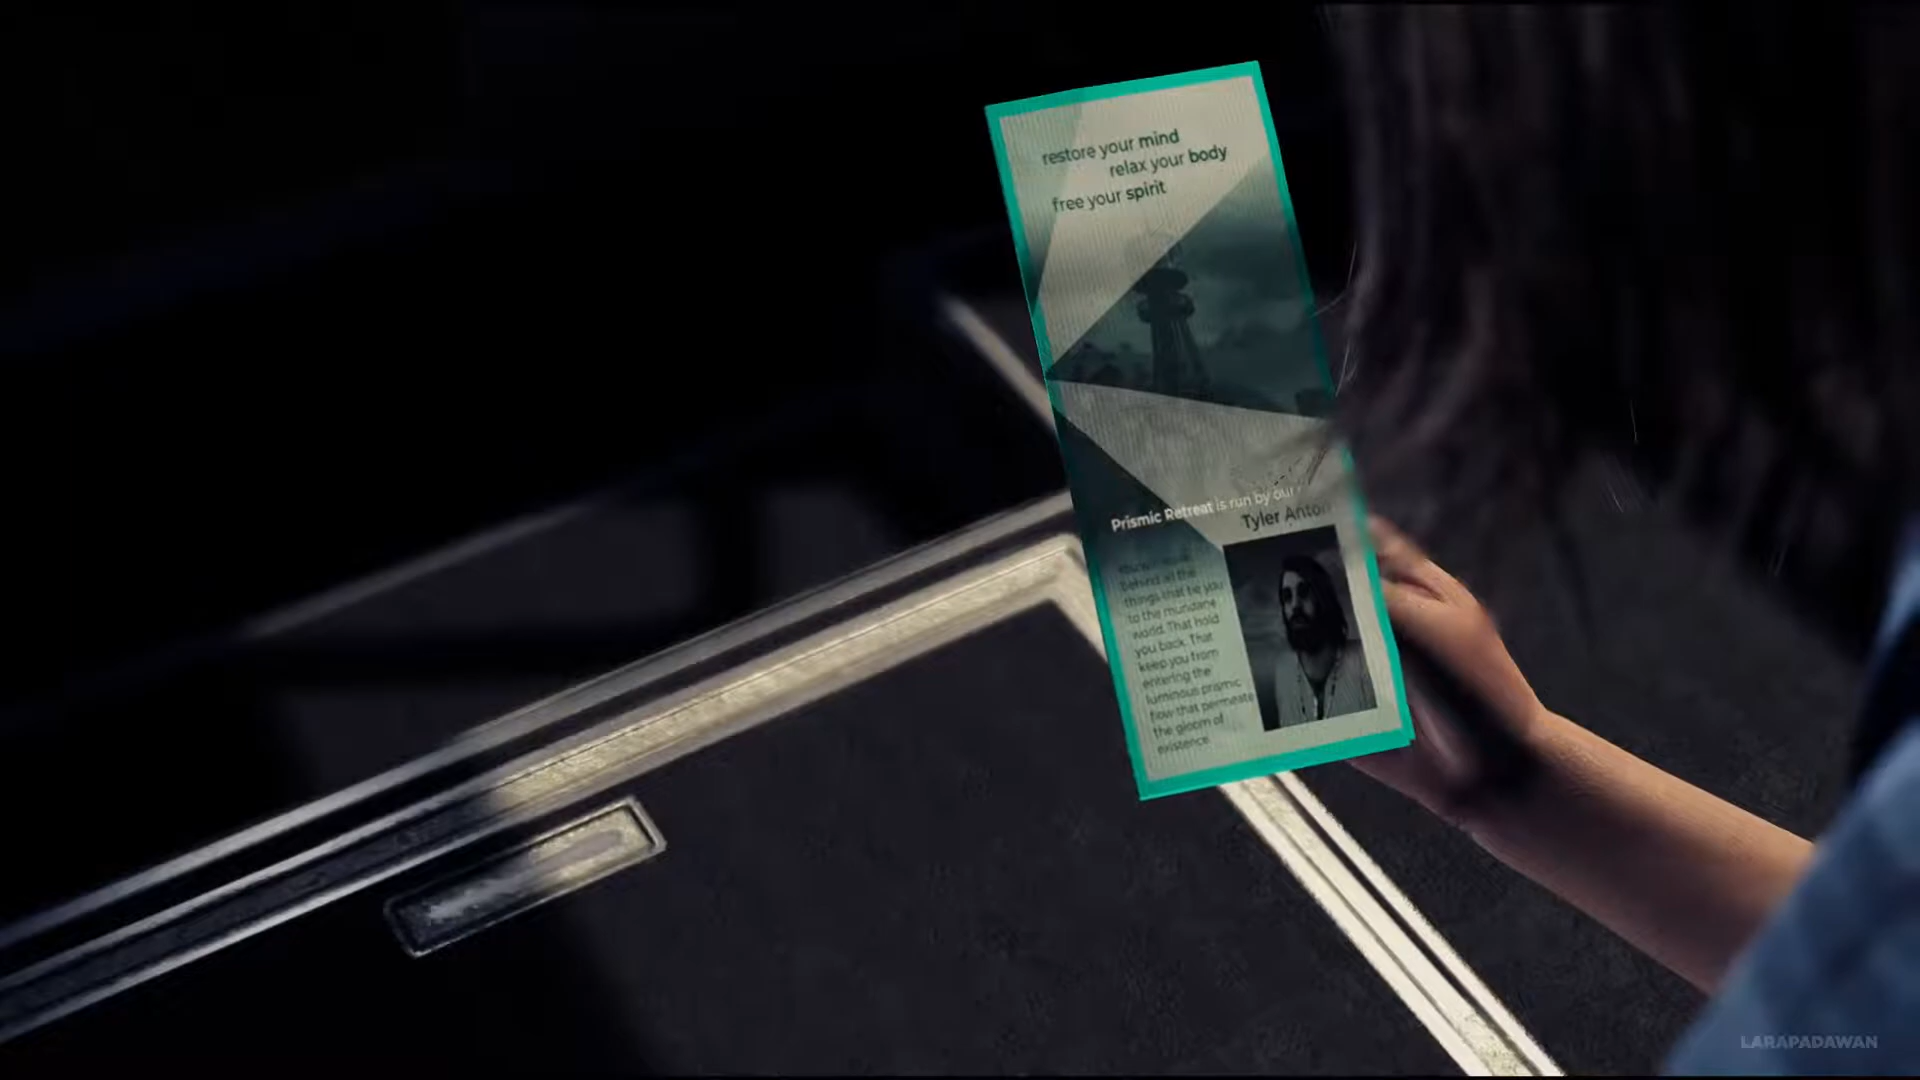 restore your mind
relax your body
free your spirit
Prismic Retreat is run by our
Tyler Anton
behind all the
things that tie you
to the mundane
world. That hold
you back. That
keep you from
entering the
luminous prismic
flow that permeate
the gloom of
existence.
LARAPADAWAN